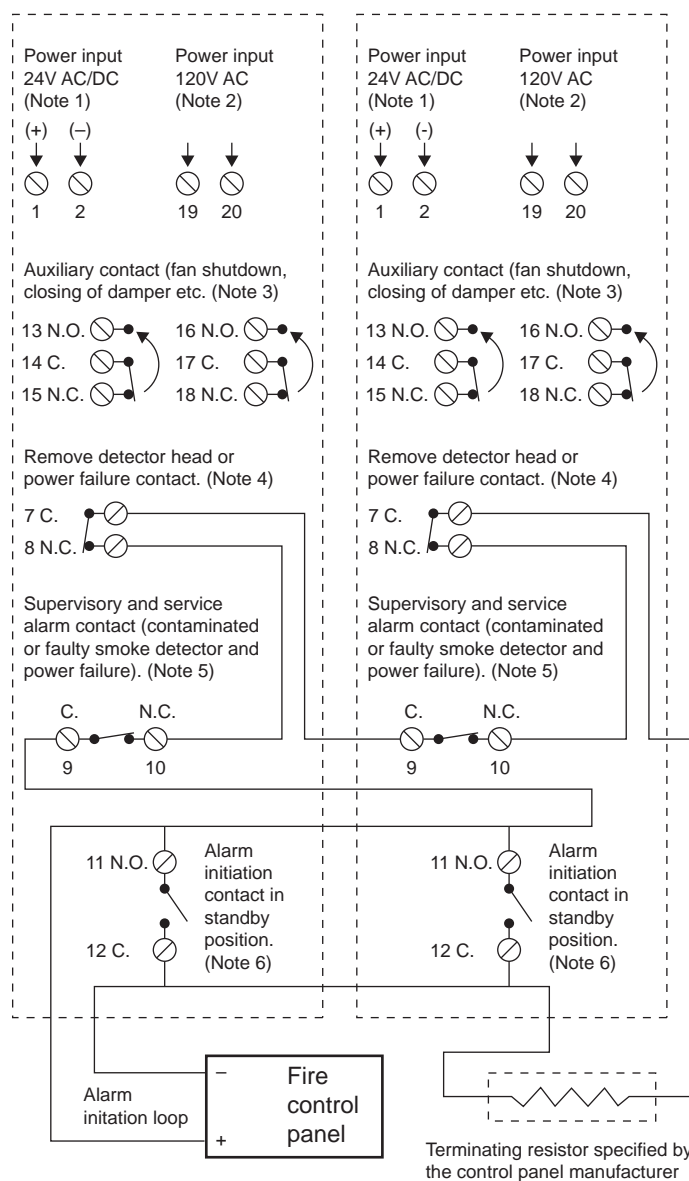 Power input
24V AC/DC
(Note 1)
(+) (–)
1 2
Power input
120V AC
(Note 2)
19 20
Auxiliary contact (fan shutdown,
closing of damper etc. (Note 3)
13 N.O.
14 C.
15 N.C.
16 N.O.
17 C.
18 N.C.
Remove detector head or
power failure contact. (Note 4)
7 C.
8 N.C.
Supervisory and service
alarm contact (contaminated
or faulty smoke detector and
power failure). (Note 5)
C. N.C.
9 10
11 N.O.
12 C.
Alarm
initiation
contact in
standby
position.
(Note 6)
Power input
24V AC/DC
(Note 1)
(+) (-)
1 2
Power input
120V AC
(Note 2)
19 20
Auxiliary contact (fan shutdown,
closing of damper etc. (Note 3)
13 N.O.
14 C.
15 N.C.
16 N.O.
17 C.
18 N.C.
Remove detector head or
power failure contact. (Note 4)
7 C.
8 N.C.
Supervisory and service
alarm contact (contaminated
or faulty smoke detector and
power failure). (Note 5)
C. N.C.
9 10
11 N.O.
12 C.
Alarm
initiation
contact in
standby
position.
(Note 6)
Alarm
initation loop
–
+
Fire
control
panel
Terminating resistor specified by
the control panel manufacturer